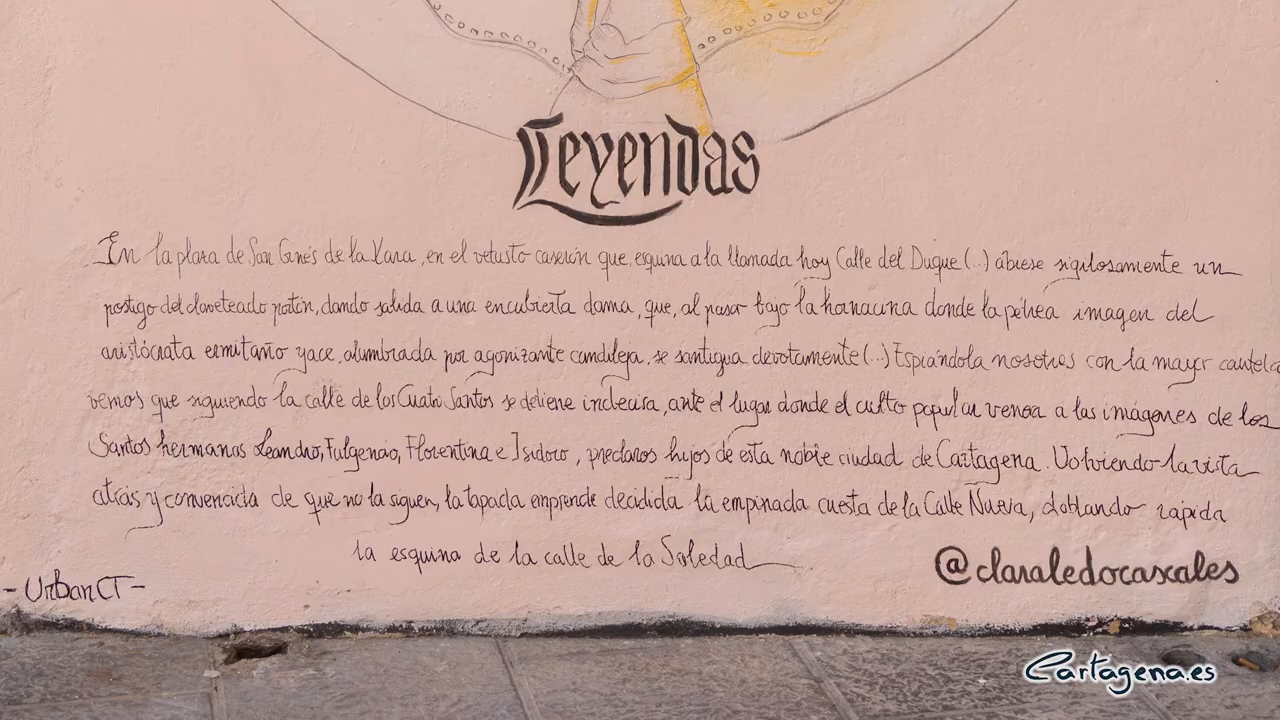 Leyendas
En la plaza de San Ginés de la Xara, en el vetusto caserón que, esquina a la llamada hoy Calle del Duque (...) ábrese sigilosamente un
postigo del claveteado portón, dando salida a una encubierta dama, que, al pasar bajo la hornacina donde la pétrea imagen del
aristócrata ermitaño yace, alumbrada por agonizante candileja, se santigua devotamente (...) Espiándola nosotros con la mayor cautela
vemos que siguiendo la calle de los Cuatro Santos se detiene indecisa, ante el lugar donde el culto popular venera a las imágenes de los
Santos hermanos Leandro, Fulgencio, Florentina e Isidoro, preclaros hijos de esta noble ciudad de Cartagena. Volviendo la vista
atrás y convencida de que no la siguen, la tapada emprende decidida la empinada cuesta de la Calle Nueva, doblando rápida
la esquina de la calle de la Soledad
@claraledocascales
-UrbanCT-
Cartagena.es